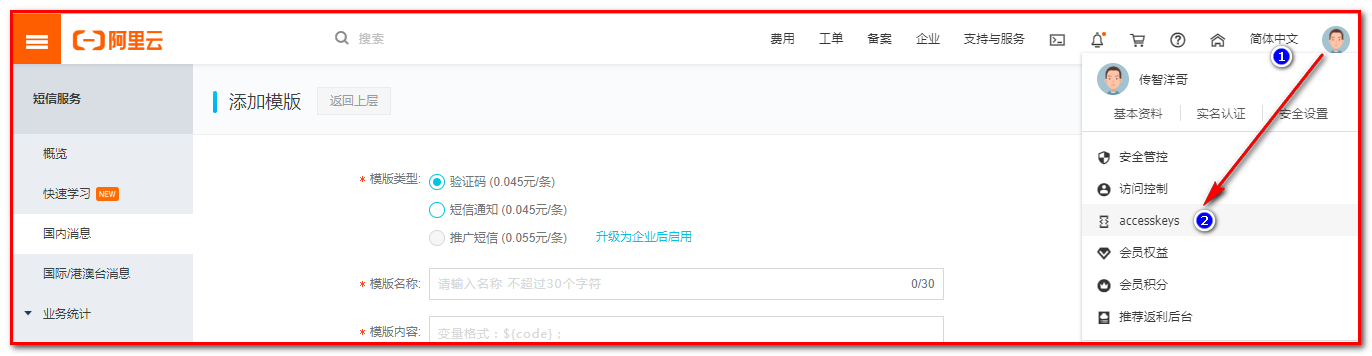 阿里云 搜索 费用 工单 备案 企业 支持与服务 简体中文
1
短信服务
添加模版 返回上层
传智洋哥
基本资料 实名认证 安全设置
概览
快速学习 NEW
国内消息
国际/港澳台消息
业务统计
* 模版类型: 验证码 (0.045元/条)
短信通知 (0.045元/条)
推广短信 (0.055元/条) 升级为企业后启用
* 模版名称: 请输入名称 不超过30个字符 0/30
* 模版内容: 变量格式：${code}；
安全管控
访问控制
accesskeys 2
会员权益
会员积分
推荐返利后台